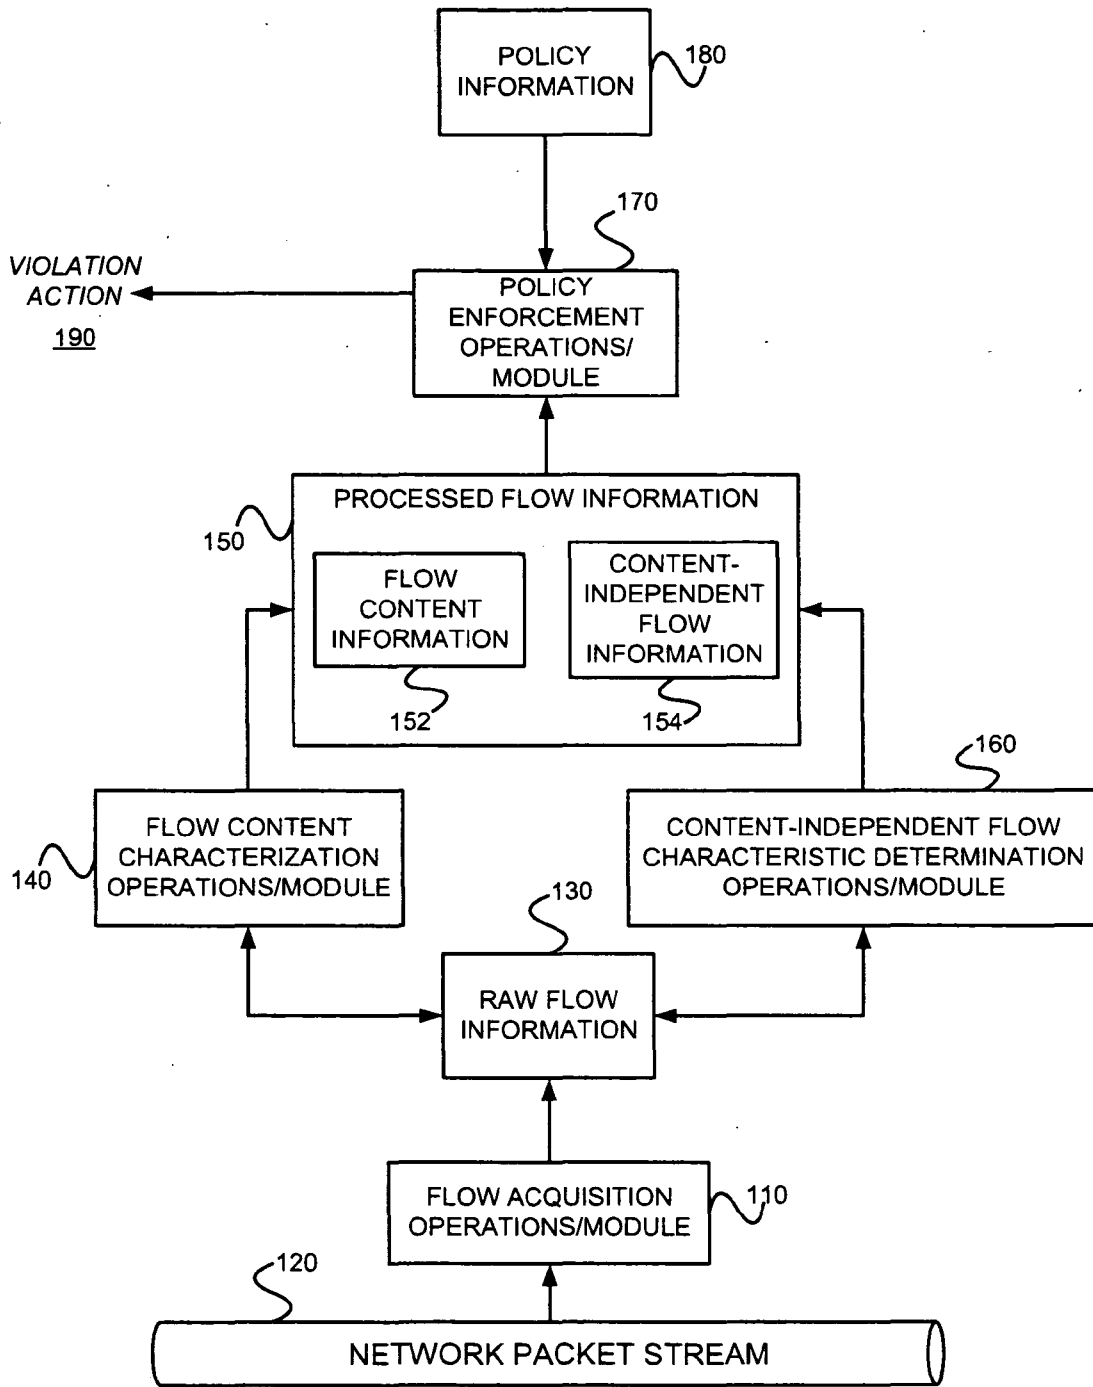 POLICY
INFORMATION
180
170
VIOLATION
ACTION
190
POLICY
ENFORCEMENT
OPERATIONS/
MODULE
PROCESSED FLOW INFORMATION
150
FLOW
CONTENT
INFORMATION
CONTENT-
INDEPENDENT
FLOW
INFORMATION
152
154
160
FLOW CONTENT
CHARACTERIZATION
OPERATIONS/MODULE
140
CONTENT-INDEPENDENT FLOW
CHARACTERISTIC DETERMINATION
OPERATIONS/MODULE
130
RAW FLOW
INFORMATION
FLOW ACQUISITION
OPERATIONS/MODULE
110
120
NETWORK PACKET STREAM